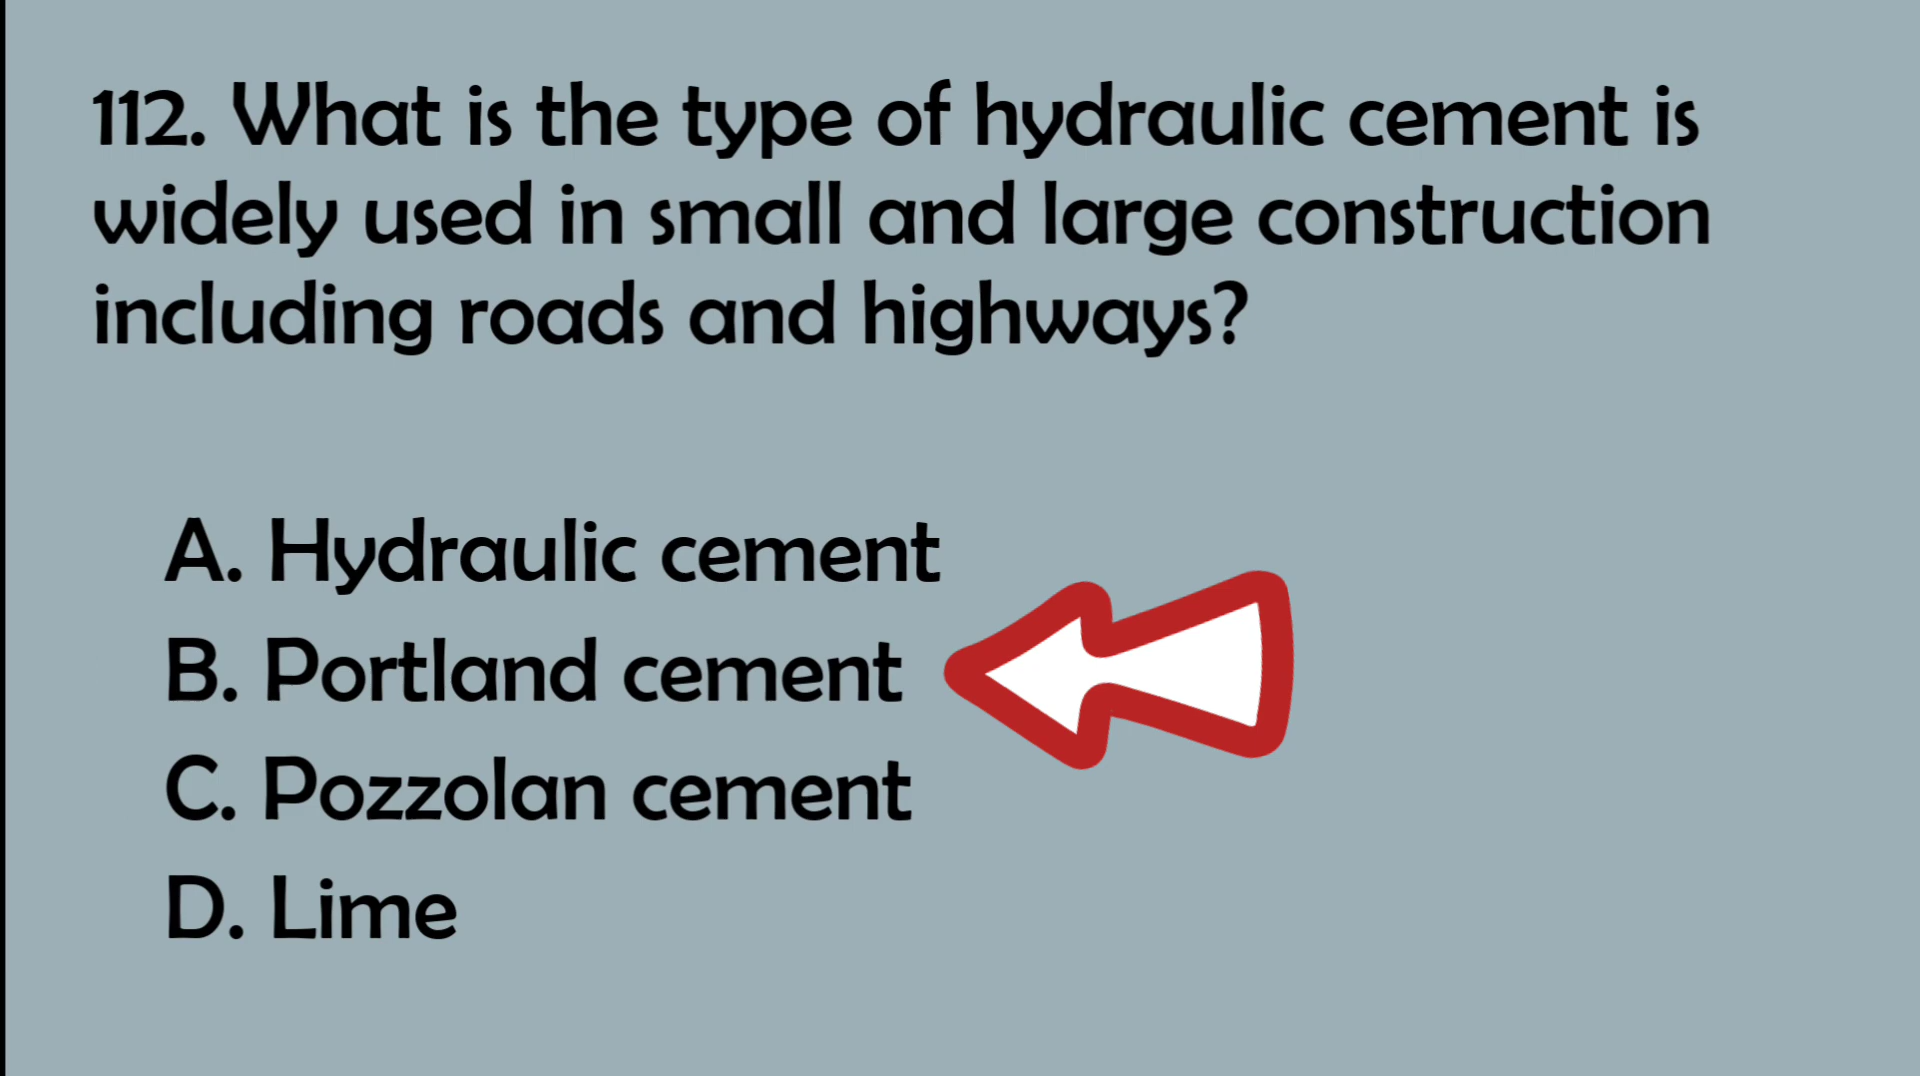 112. What is the type of hydraulic cement is
widely used in small and large construction
including roads and highways?
A. Hydraulic cement
B. Portland cement
C. Pozzolan cement
D. Lime